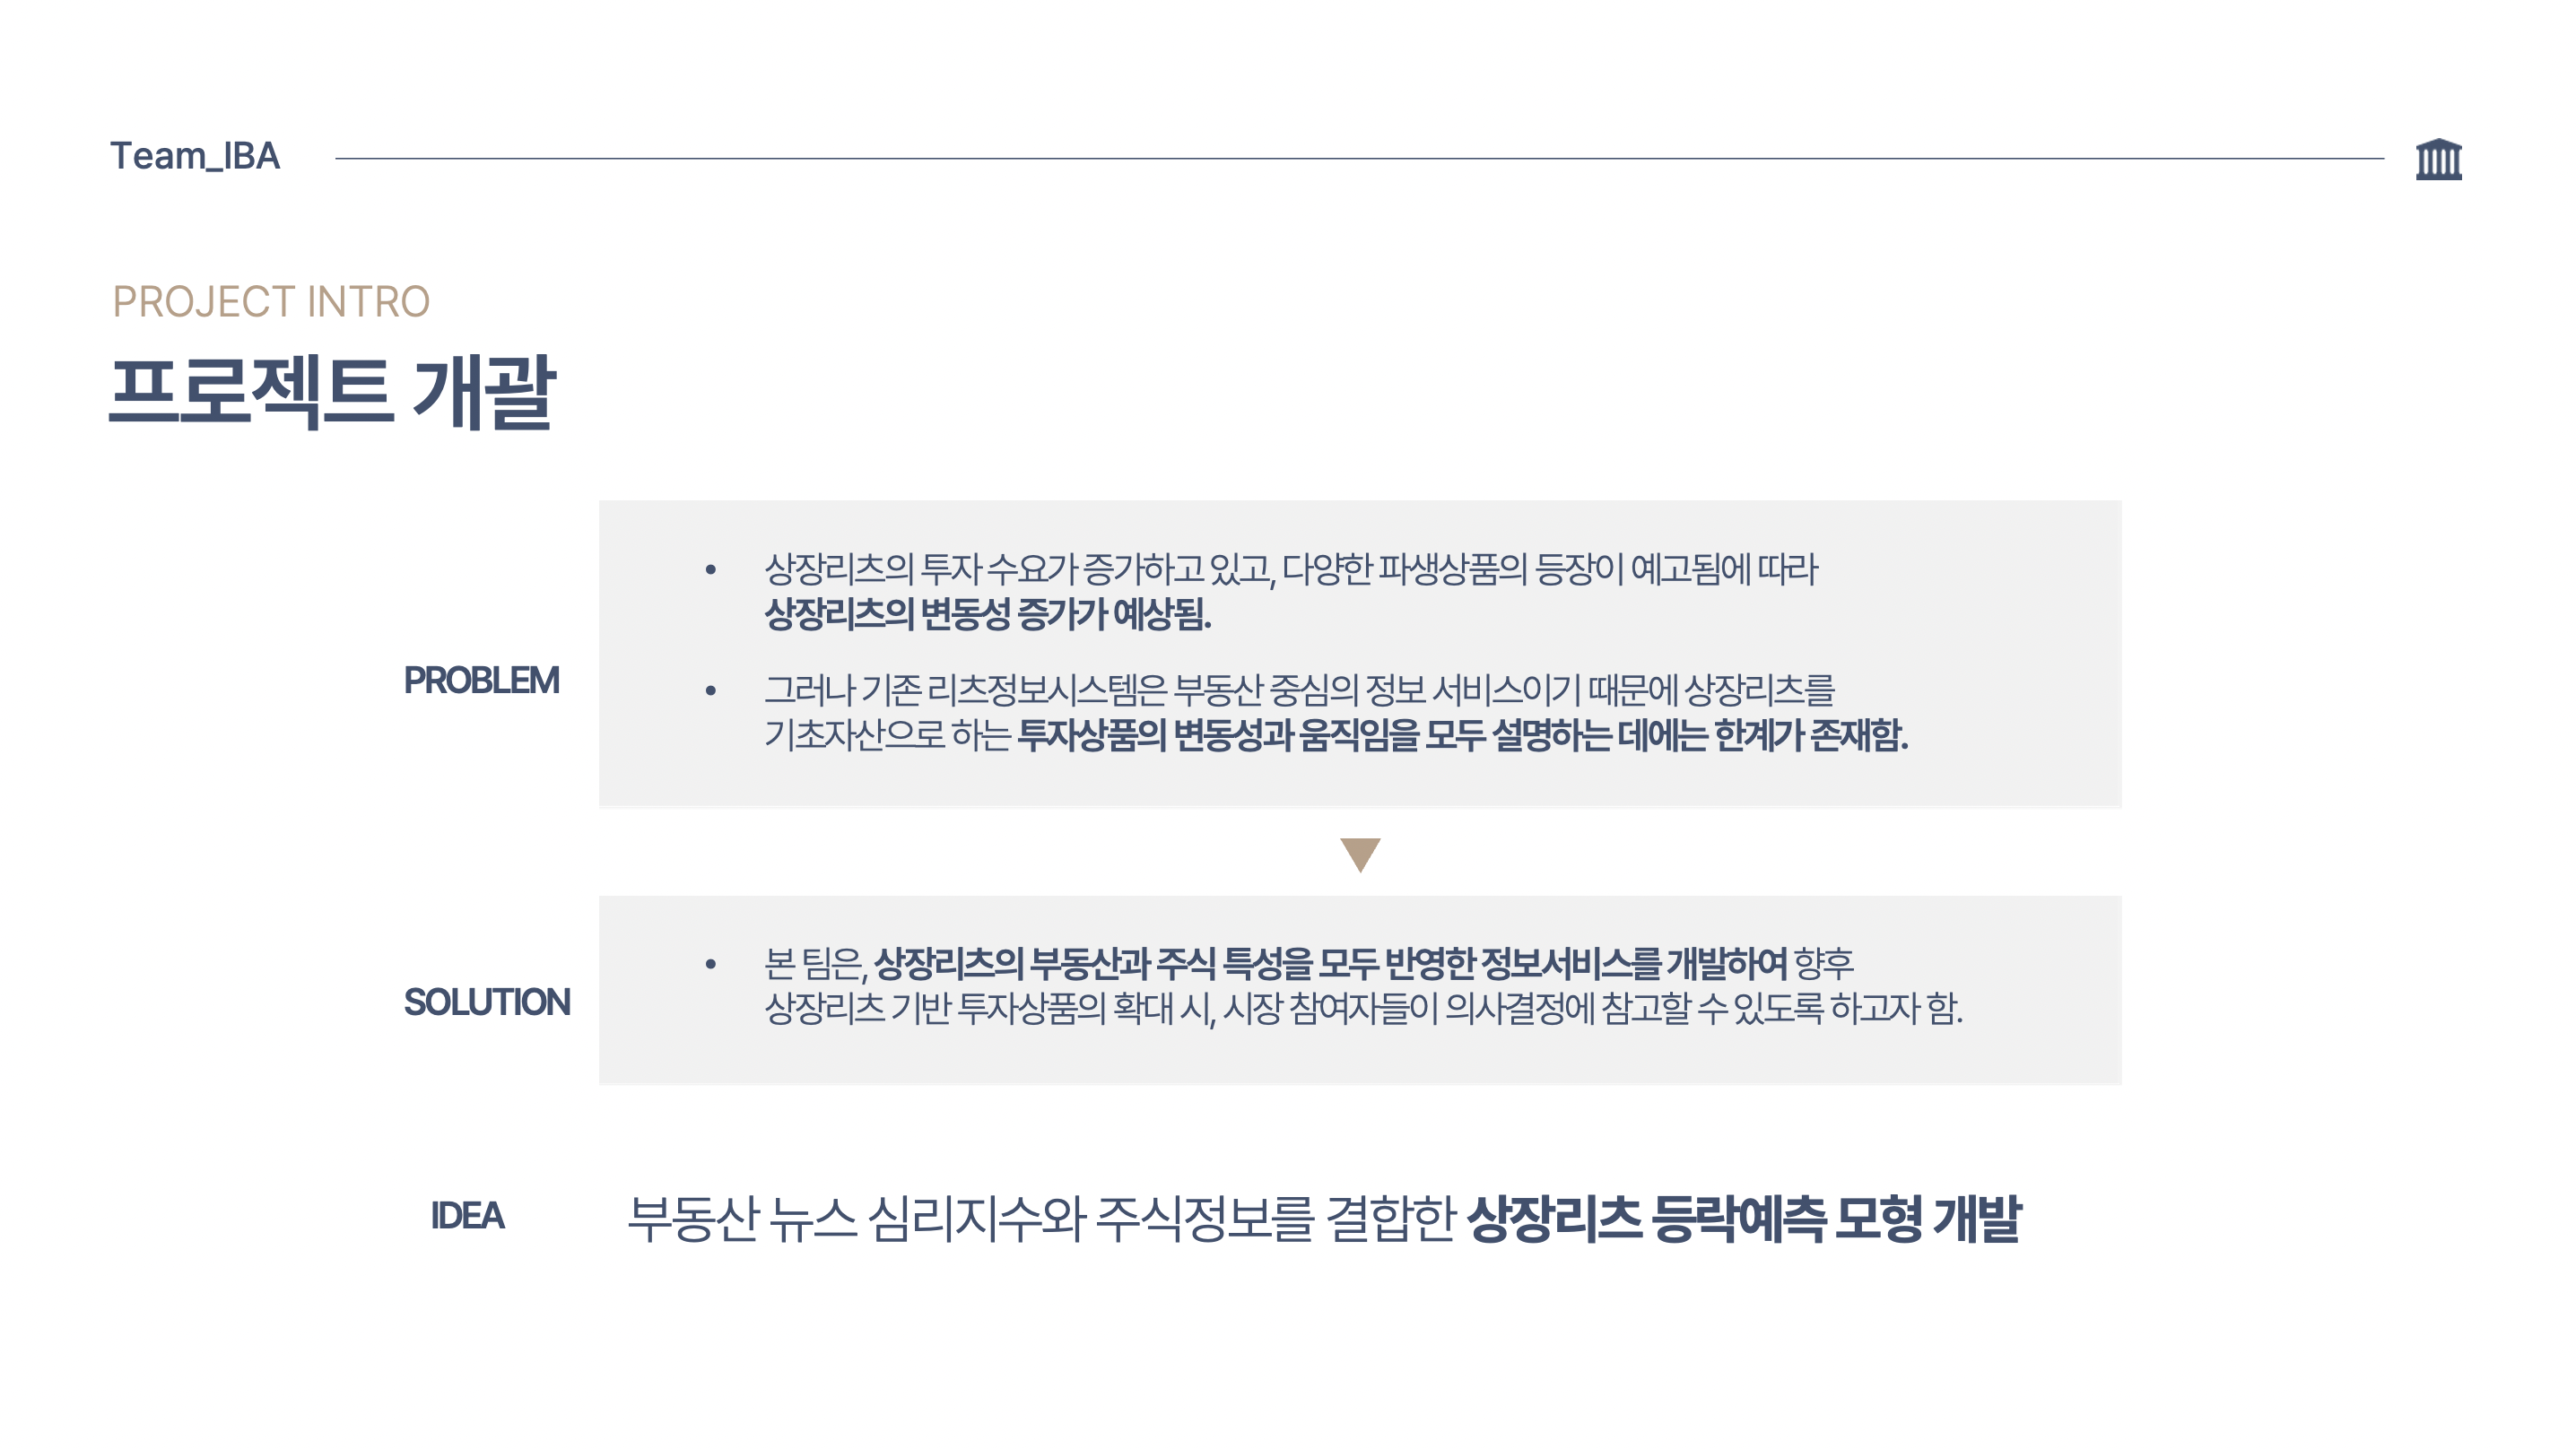 Team_IBA
PROJECT INTRO
프로젝트 개괄
PROBLEM
• 상장리츠의 투자 수요가 증가하고 있고, 다양한 파생상품의 등장이 예고됨에 따라
상장리츠의 변동성 증가가 예상됨.
• 그러나 기존 리츠정보시스템은 부동산 중심의 정보 서비스이기 때문에 상장리츠를
기초자산으로 하는 투자상품의 변동성과 움직임을 모두 설명하는 데에는 한계가 존재함.
SOLUTION
• 본 팀은, 상장리츠의 부동산과 주식 특성을 모두 반영한 정보서비스를 개발하여 향후
상장리츠 기반 투자상품의 확대 시, 시장 참여자들이 의사결정에 참고할 수 있도록 하고자 함.
IDEA
부동산 뉴스 심리지수와 주식정보를 결합한 상장리츠 등락예측 모형 개발